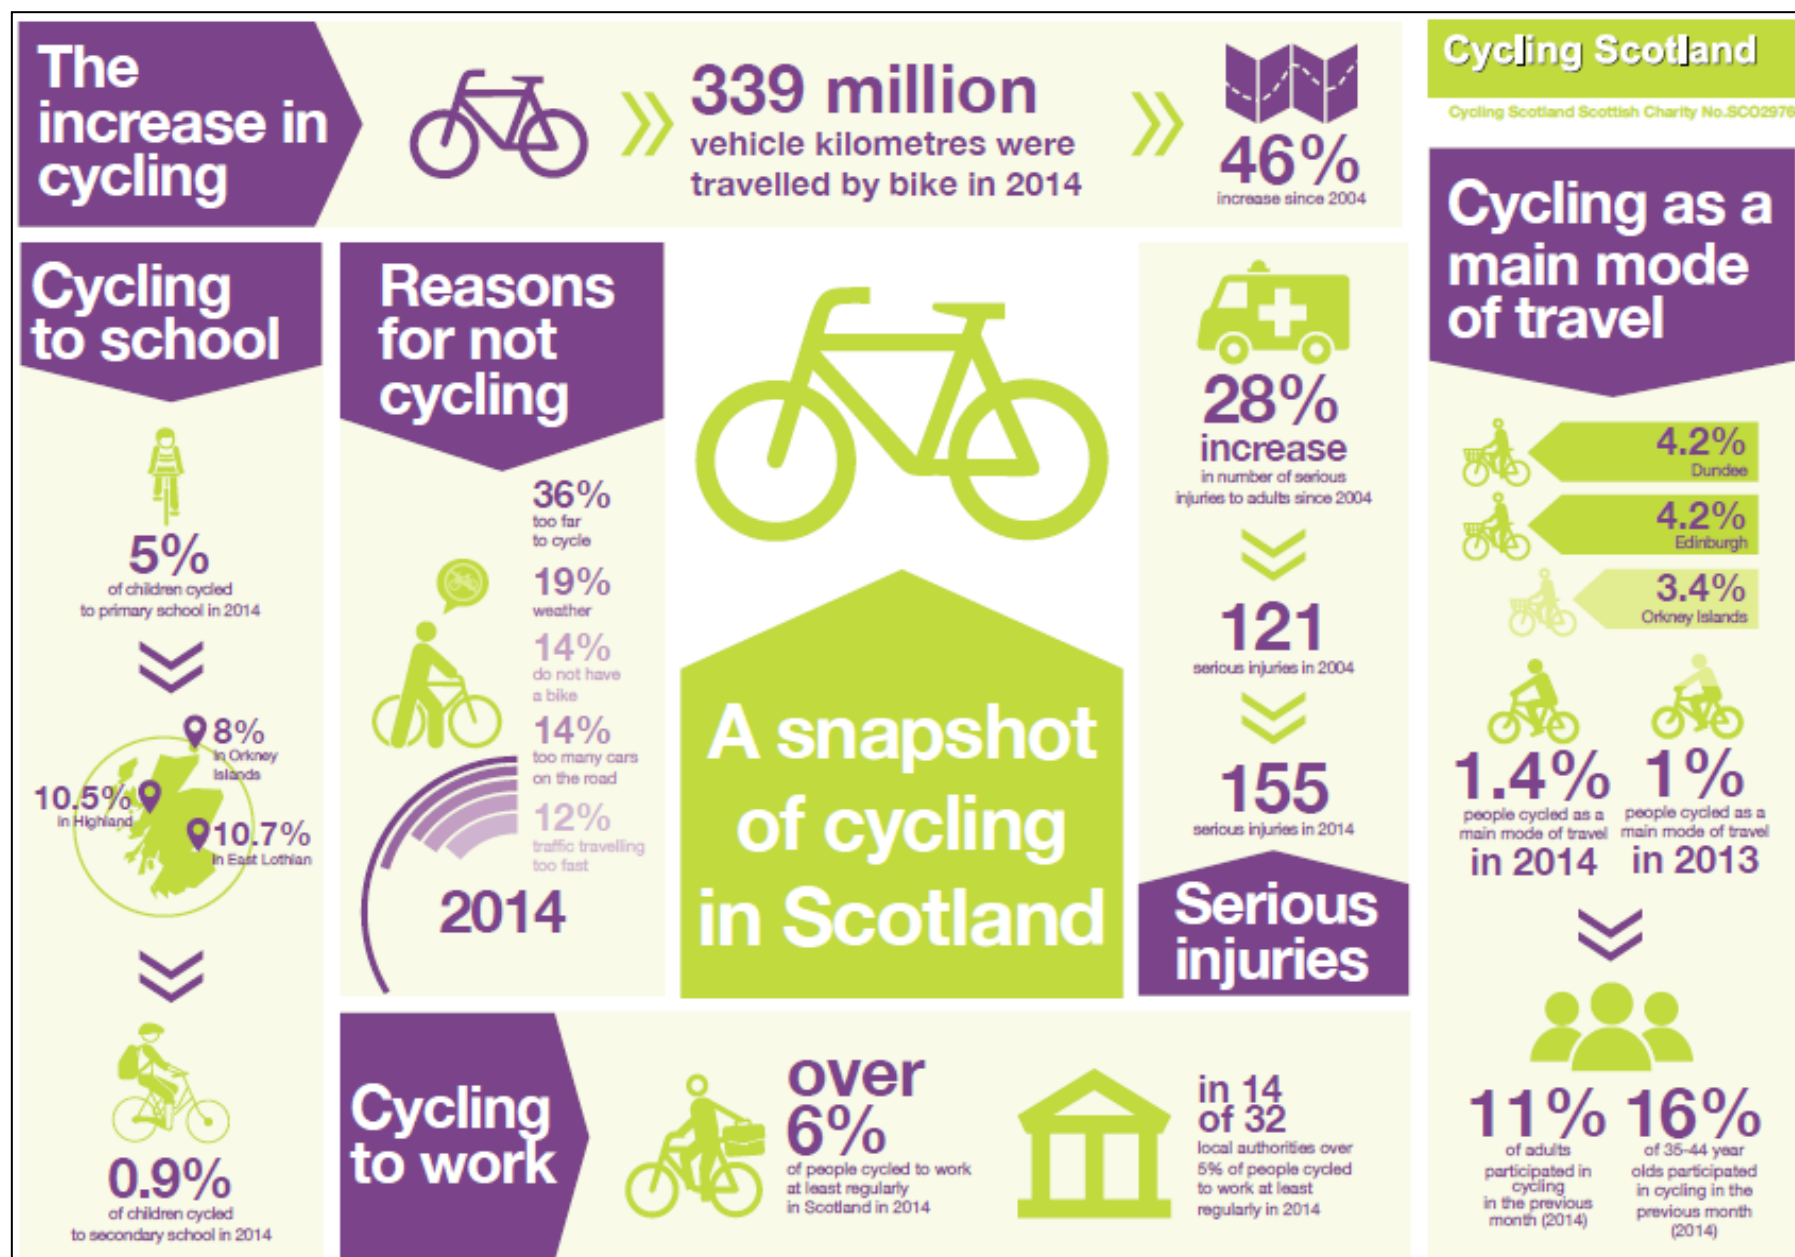 The
increase in
cycling
339 million
vehicle kilometres were
travelled by bike in 2014
46%
increase since 2004
Cycling Scotland
Cycling Scotland Scottish Charity No.SCO2976
Cycling
to school
5%
of children cycled
to primary school in 2014
8%
in Orkney
Islands
10.5%
in Highland
10.7%
in East Lothian
0.9%
of children cycled
to secondary school in 2014
Reasons
for not
cycling
36%
too far
to cycle
19%
weather
14%
do not have
a bike
14%
too many cars
on the road
12%
traffic travelling
too fast
2014
A snapshot
of cycling
in Scotland
28%
increase
in number of serious
injuries to adults since 2004
121
serious injuries in 2004
155
serious injuries in 2014
Serious
injuries
Cycling as a
main mode
of travel
4.2%
Dundee
4.2%
Edinburgh
3.4%
Orkney Islands
1.4%
people cycled as a
main mode of travel
in 2014
1%
people cycled as a
main mode of travel
in 2013
11%
of adults
participated in
cycling
in the previous
month (2014)
16%
of 35-44 year
olds participated
in cycling in the
previous month
(2014)
Cycling
to work
over
6%
of people cycled to work
at least regularly
in Scotland in 2014
in 14
of 32
local authorities over
5% of people cycled
to work at least
regularly in 2014